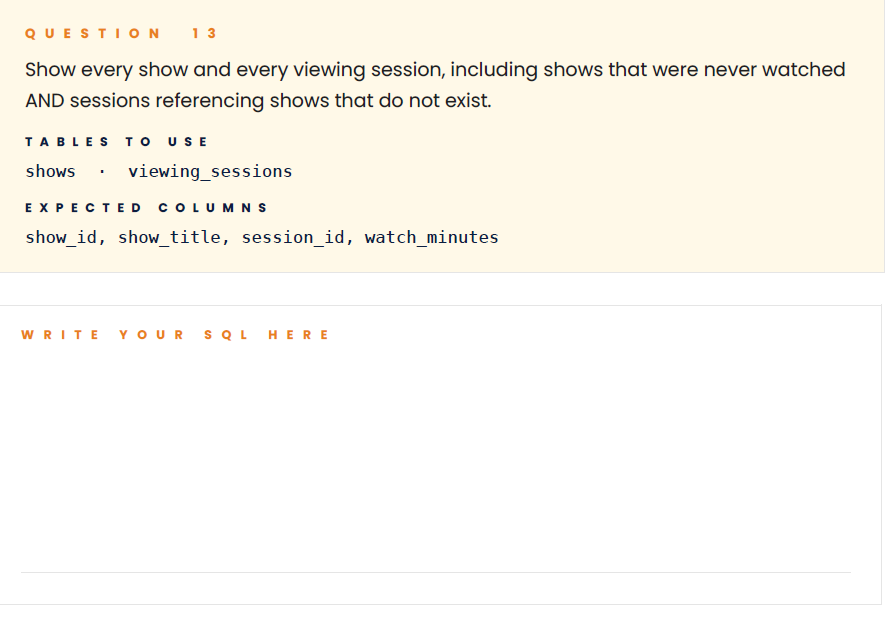 QUESTION 13
Show every show and every viewing session, including shows that were never watched
AND sessions referencing shows that do not exist.
TABLES TO USE
shows · viewing_sessions
EXPECTED COLUMNS
show_id, show_title, session_id, watch_minutes
WRITE YOUR SQL HERE